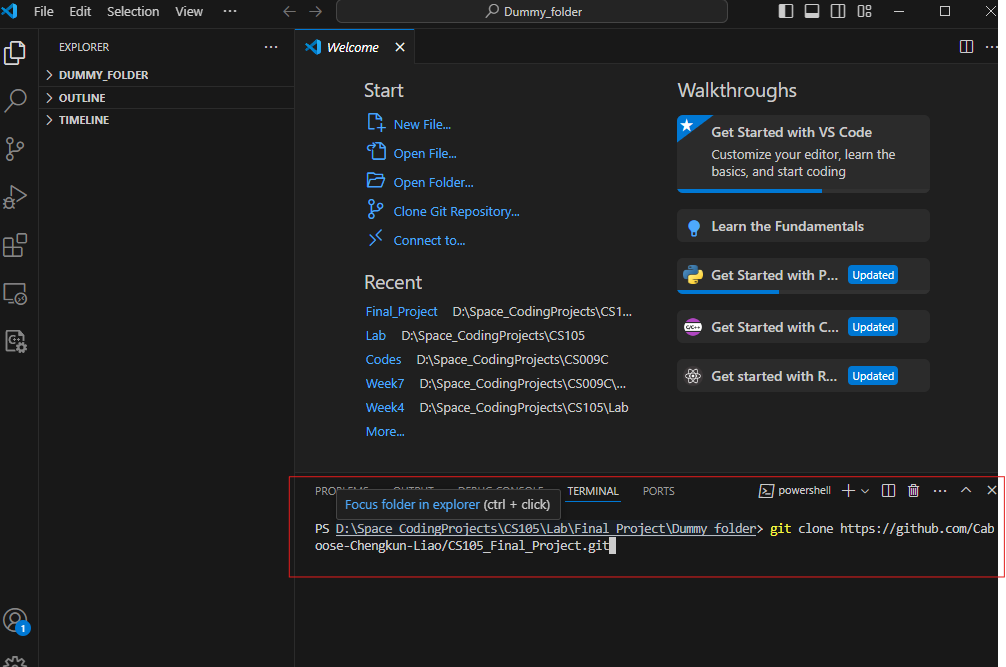 File Edit Selection View ··· Dummy_folder
EXPLORER ···
DUMMY_FOLDER
OUTLINE
TIMELINE
1
Welcome
Start
New File...
Open File...
Open Folder...
Clone Git Repository...
Connect to...
Recent
Final_Project D:\Space_CodingProjects\CS1...
Lab D:\Space_CodingProjects\CS105
Codes D:\Space_CodingProjects\CS009C
Week7 D:\Space_CodingProjects\CS009C\...
Week4 D:\Space_CodingProjects\CS105\Lab
More...
Walkthroughs
Get Started with VS Code
Customize your editor, learn the
basics, and start coding
Learn the Fundamentals
Get Started with P... Updated
C/C++ Get Started with C... Updated
Get started with R... Updated
PROBLEMS OUTPUT DEBUG CONSOLE TERMINAL PORTS powershell
Focus folder in explorer (ctrl + click)
PS D:\Space_CodingProjects\CS105\Lab\Final_Project\Dummy_folder> git clone https://github.com/Cab
oose-Chengkun-Liao/CS105_Final_Project.git